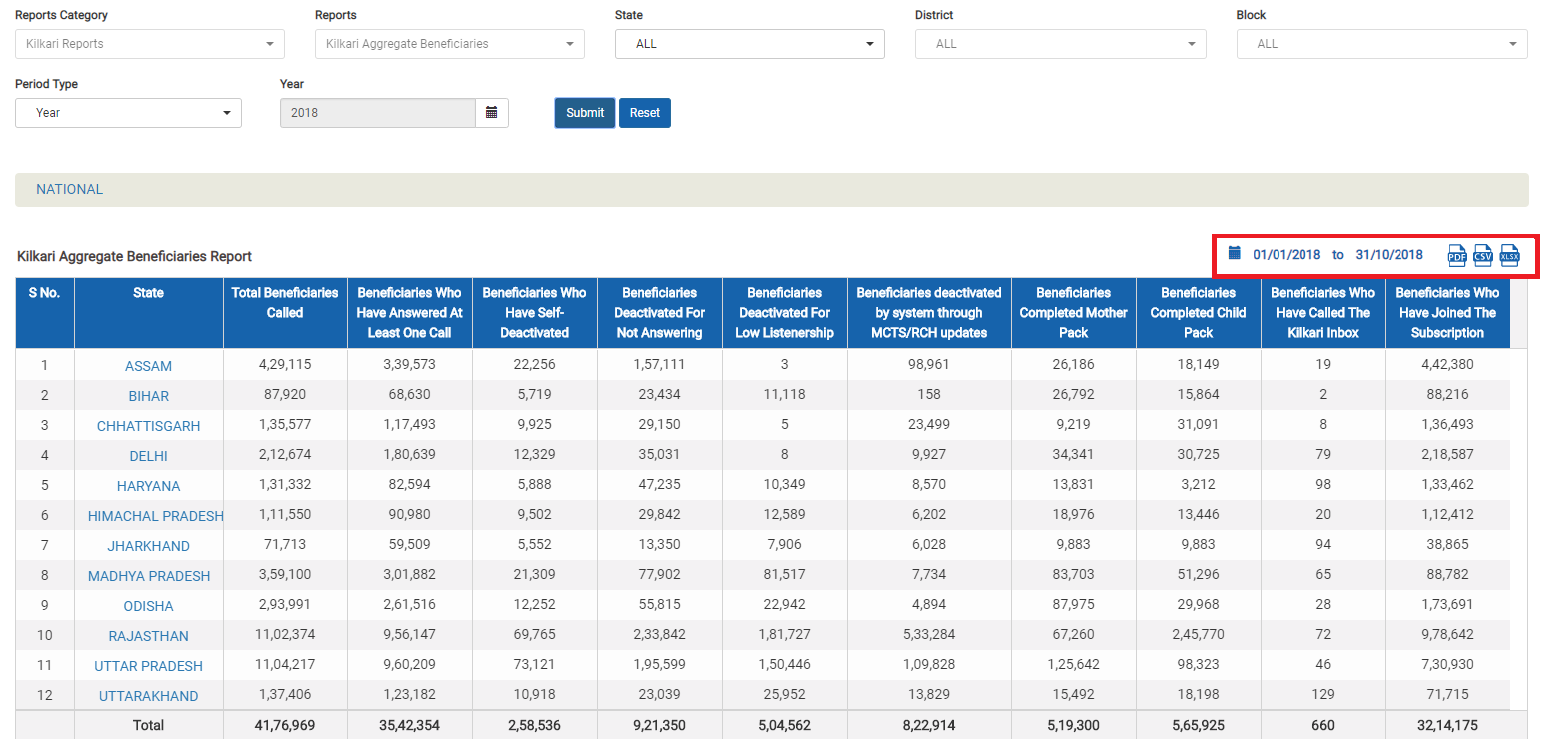 Reports Category Reports State District Block
Kilkari Reports Kilkari Aggregate Beneficiaries ALL ALL ALL
Period Type Year
Year 2018 Submit Reset
NATIONAL
Kilkari Aggregate Beneficiaries Report 01/01/2018 to 31/10/2018 PDF CSV XLSX
S No. State Total Beneficiaries Called Beneficiaries Who Have Answered At Least One Call Beneficiaries Who Have Self-Deactivated Beneficiaries Deactivated For Not Answering Beneficiaries Deactivated For Low Listenership Beneficiaries deactivated by system through MCTS/RCH updates Beneficiaries Completed Mother Pack Beneficiaries Completed Child Pack Beneficiaries Who Have Called The Kilkari Inbox Beneficiaries Who Have Joined The Subscription
1 ASSAM 4,29,115 3,39,573 22,256 1,57,111 3 98,961 26,186 18,149 19 4,42,380
2 BIHAR 87,920 68,630 5,719 23,434 11,118 158 26,792 15,864 2 88,216
3 CHHATTISGARH 1,35,577 1,17,493 9,925 29,150 5 23,499 9,219 31,091 8 1,36,493
4 DELHI 2,12,674 1,80,639 12,329 35,031 8 9,927 34,341 30,725 79 2,18,587
5 HARYANA 1,31,332 82,594 5,888 47,235 10,349 8,570 13,831 3,212 98 1,33,462
6 HIMACHAL PRADESH 1,11,550 90,980 9,502 29,842 12,589 6,202 18,976 13,446 20 1,12,412
7 JHARKHAND 71,713 59,509 5,552 13,350 7,906 6,028 9,883 9,883 94 38,865
8 MADHYA PRADESH 3,59,100 3,01,882 21,309 77,902 81,517 7,734 83,703 51,296 65 88,782
9 ODISHA 2,93,991 2,61,516 12,252 55,815 22,942 4,894 87,975 29,968 28 1,73,691
10 RAJASTHAN 11,02,374 9,56,147 69,765 2,33,842 1,81,727 5,33,284 67,260 2,45,770 72 9,78,642
11 UTTAR PRADESH 11,04,217 9,60,209 73,121 1,95,599 1,50,446 1,09,828 1,25,642 98,323 46 7,30,930
12 UTTARAKHAND 1,37,406 1,23,182 10,918 23,039 25,952 13,829 15,492 18,198 129 71,715
Total 41,76,969 35,42,354 2,58,536 9,21,350 5,04,562 8,22,914 5,19,300 5,65,925 660 32,14,175